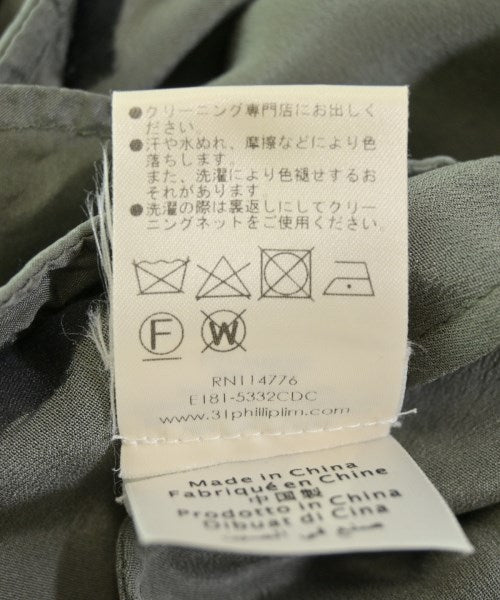 ●クリーニング専門店にお出しく
ださい。
●汗や水ぬれ、摩擦などにより色
落ちします。
また、洗濯により色褪せするお
それがあります。
●洗濯の際は裏返しにしてクリー
ニングネットをご使用ください。
F W
RN114776
E181-5332CDC
www.31philliplim.com
Made in China
Fabriqué en Chine
中国製
Prodotto in Cina
Dibuat di Cina
صنع في الصين